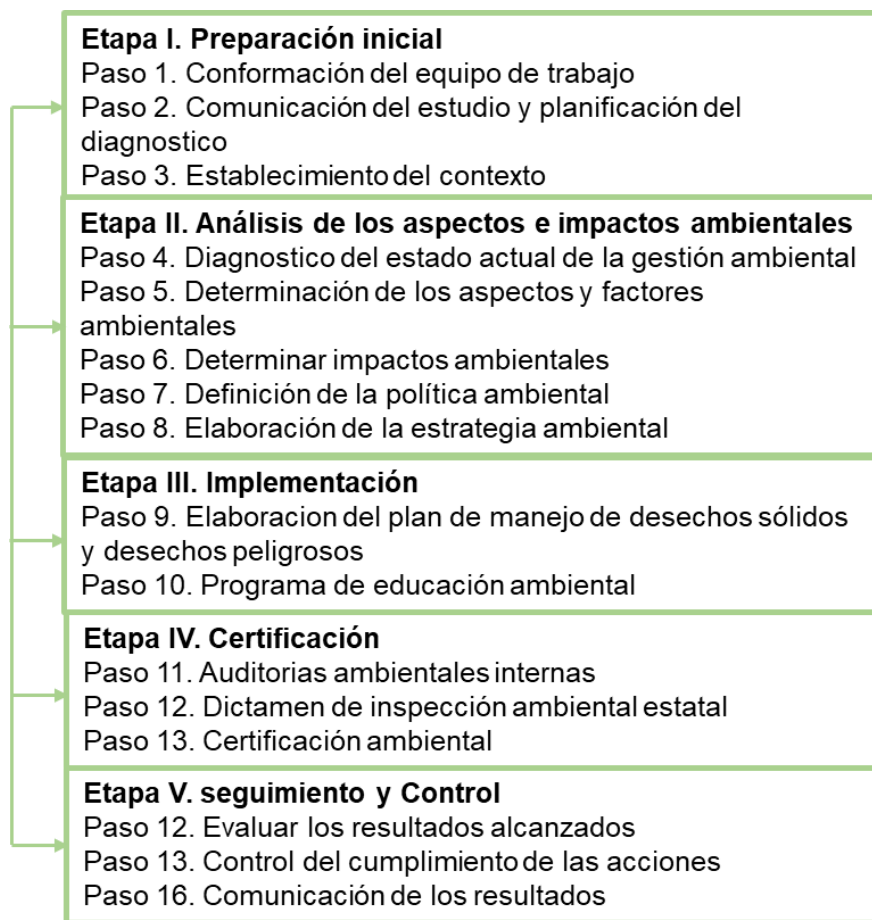 Etapa I. Preparación inicial
Paso 1. Conformación del equipo de trabajo
Paso 2. Comunicación del estudio y planificación del
diagnostico
Paso 3. Establecimiento del contexto
Etapa II. Análisis de los aspectos e impactos ambientales
Paso 4. Diagnostico del estado actual de la gestión ambiental
Paso 5. Determinación de los aspectos y factores
ambientales
Paso 6. Determinar impactos ambientales
Paso 7. Definición de la política ambiental
Paso 8. Elaboración de la estrategia ambiental
Etapa III. Implementación
Paso 9. Elaboracion del plan de manejo de desechos sólidos
y desechos peligrosos
Paso 10. Programa de educación ambiental
Etapa IV. Certificación
Paso 11. Auditorias ambientales internas
Paso 12. Dictamen de inspección ambiental estatal
Paso 13. Certificación ambiental
Etapa V. seguimiento y Control
Paso 12. Evaluar los resultados alcanzados
Paso 13. Control del cumplimiento de las acciones
Paso 16. Comunicación de los resultados